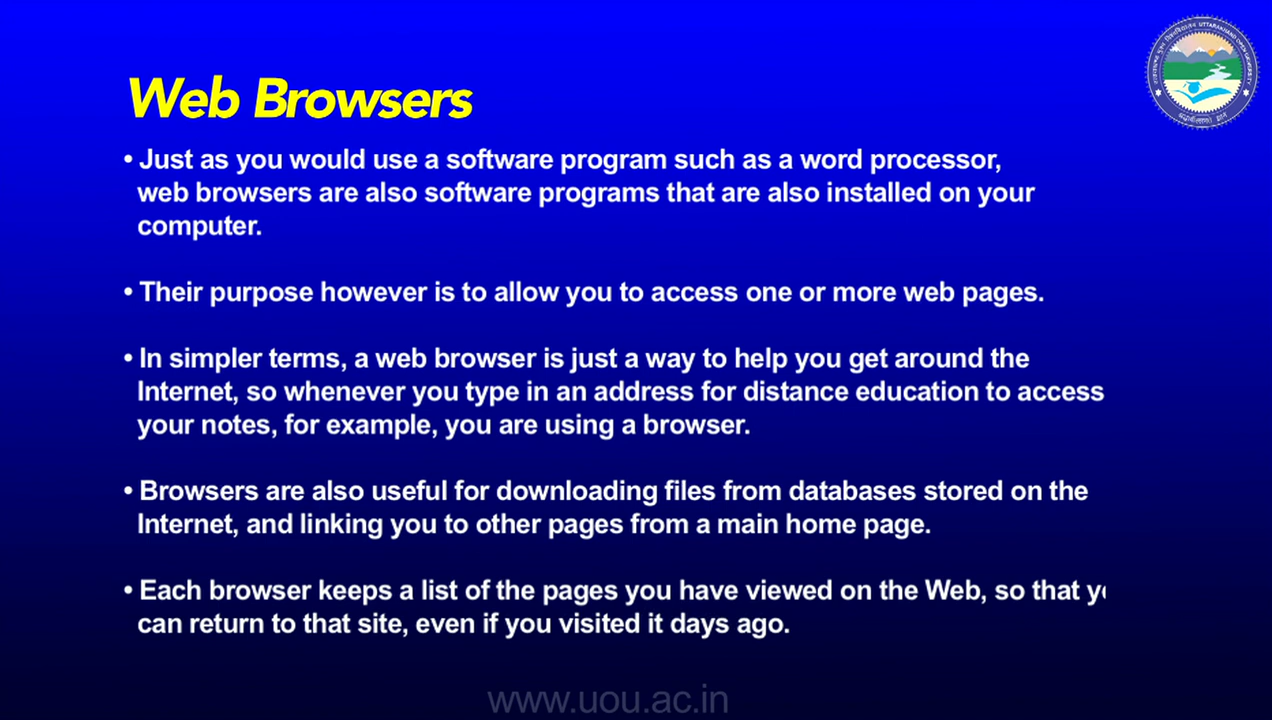 Web Browsers
• Just as you would use a software program such as a word processor,
web browsers are also software programs that are also installed on your
computer.
• Their purpose however is to allow you to access one or more web pages.
• In simpler terms, a web browser is just a way to help you get around the
Internet, so whenever you type in an address for distance education to access
your notes, for example, you are using a browser.
• Browsers are also useful for downloading files from databases stored on the
Internet, and linking you to other pages from a main home page.
• Each browser keeps a list of the pages you have viewed on the Web, so that
can return to that site, even if you visited it days ago.
UTTARAKHAND OPEN UNIVERSITY
www.uou.ac.in